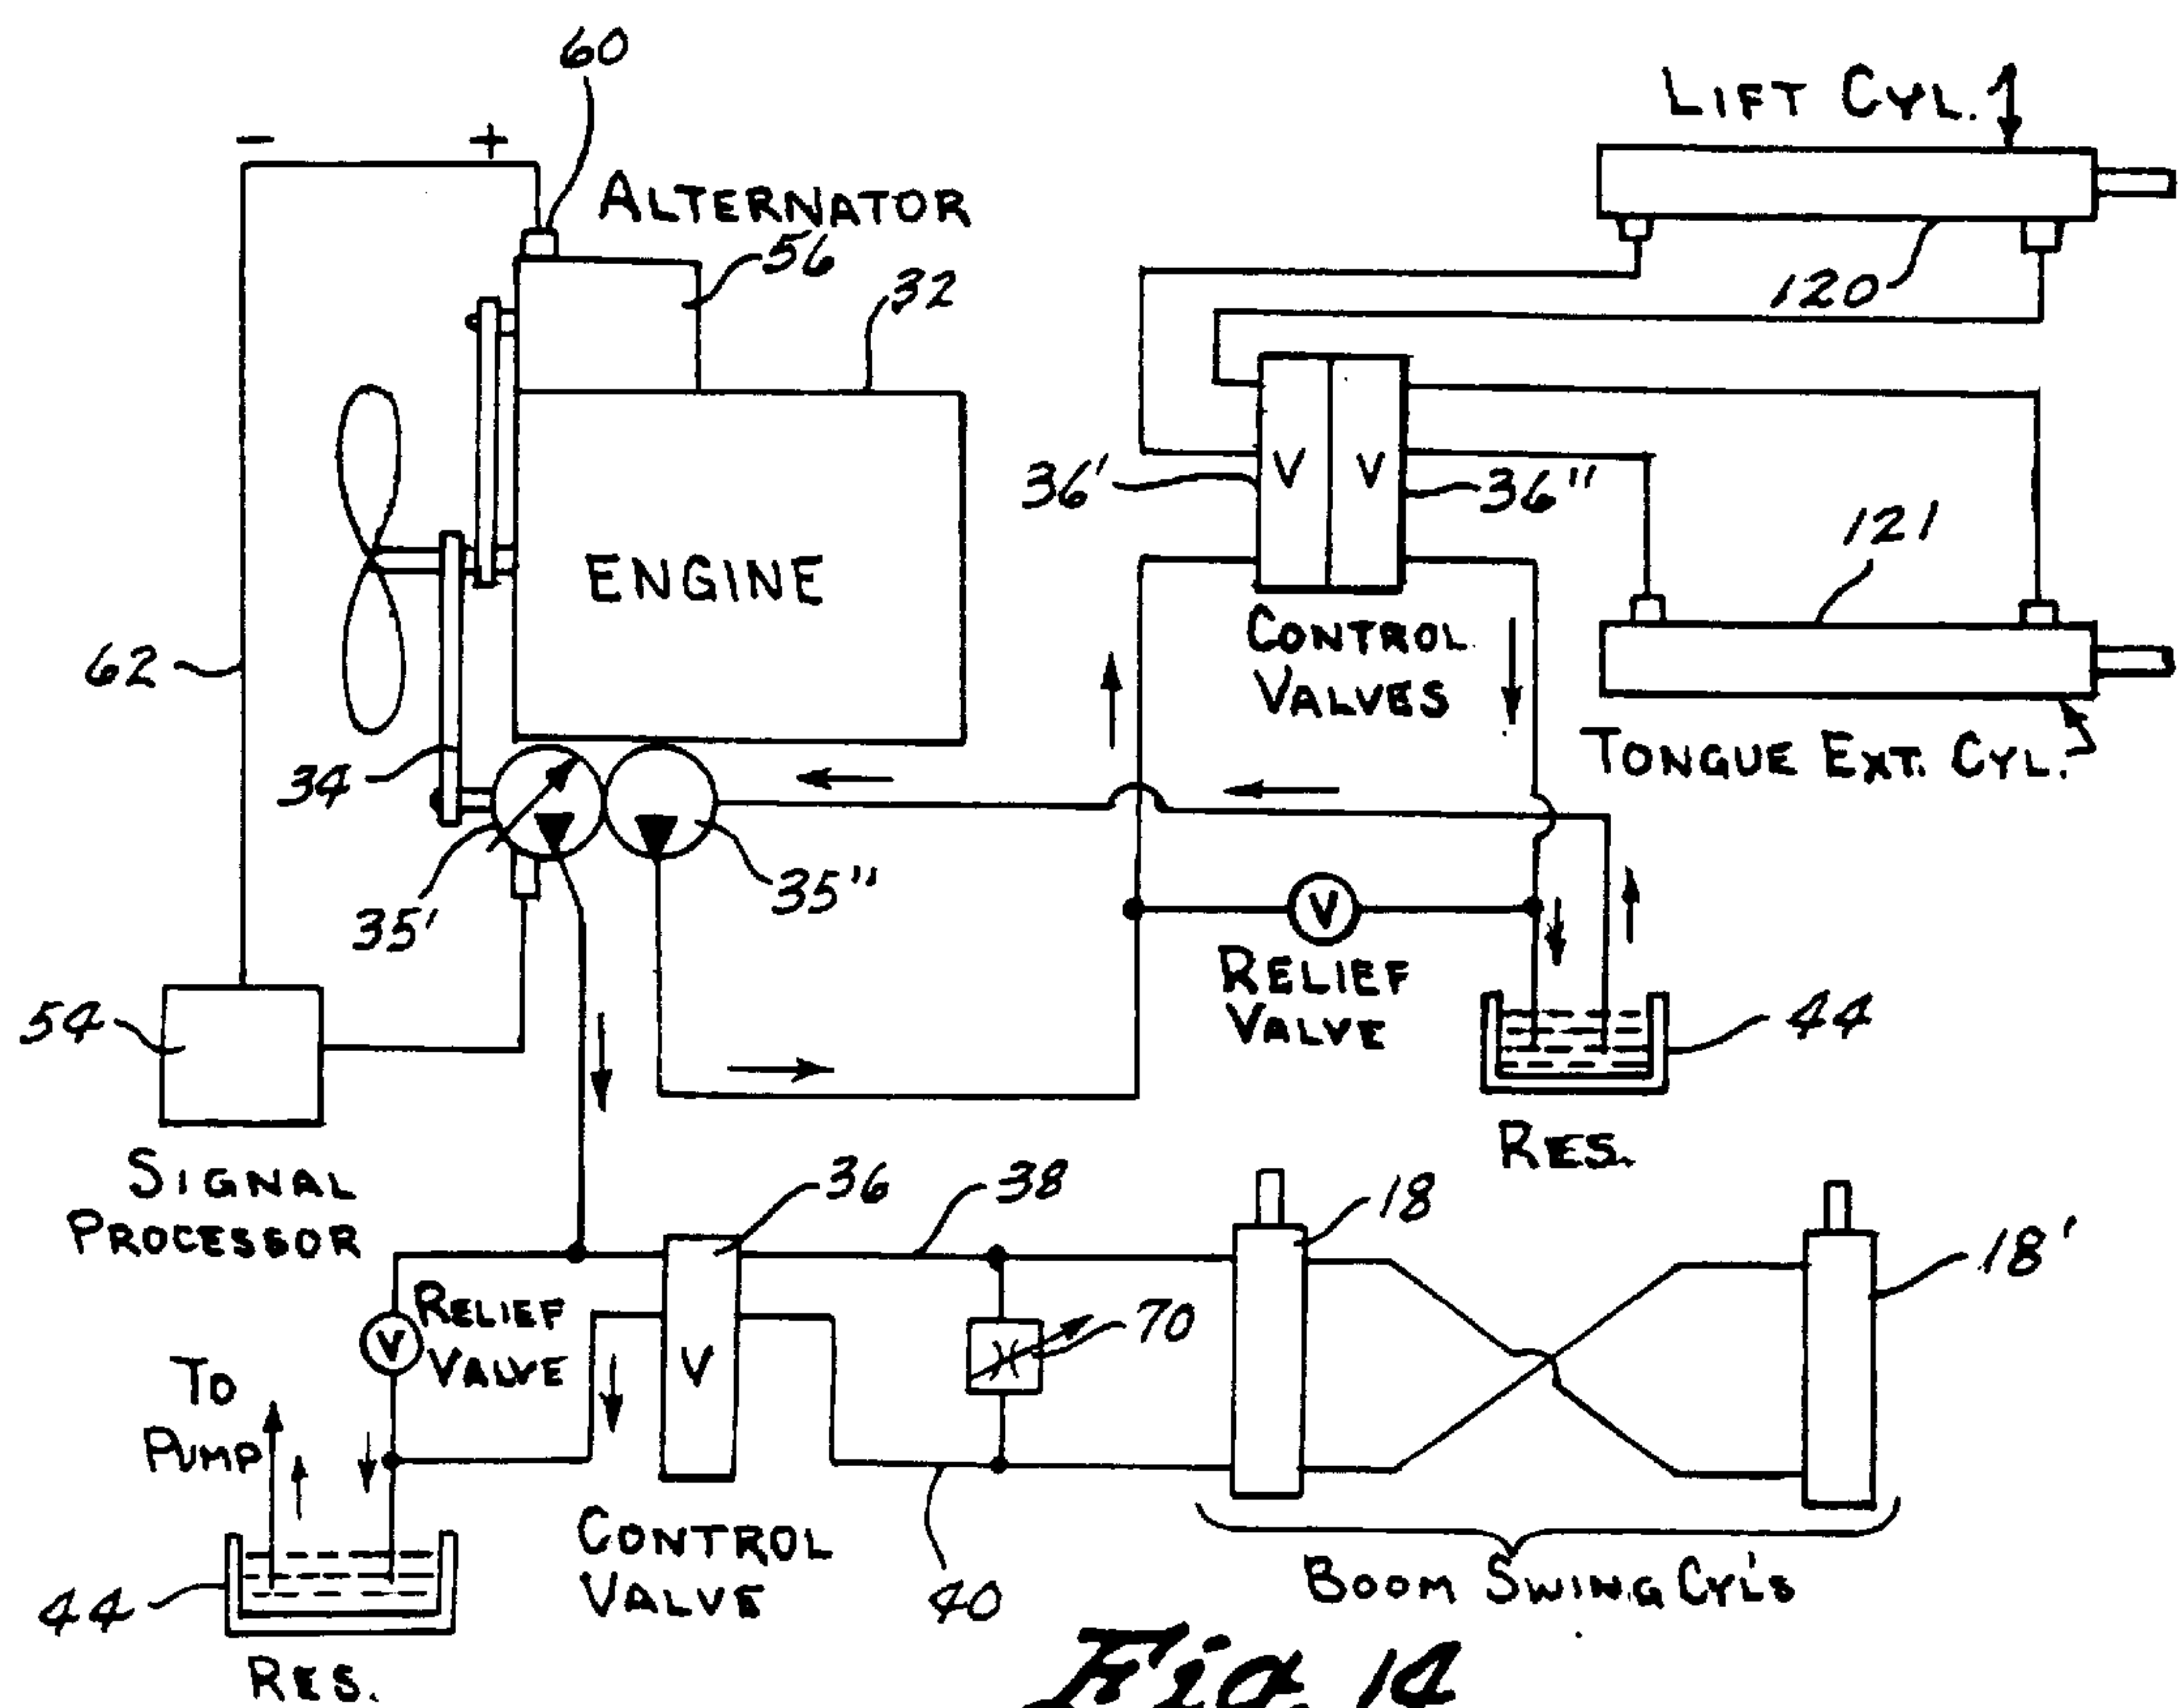 60
LIFT CYL. 1
− +
ALTERNATOR
56
32
120
36'
V V
36"
121
ENGINE
62
CONTROL
VALVES
34
TONGUE EXT. CYL.
35'
35"
V
RELIEF
VALVE
54
44
RES.
SIGNAL
PROCESSOR
36
38
18
18'
RELIEF
VALVE
V
V
70
TO
PUMP
CONTROL
VALVE
40
BOOM SWING CYL'S
44
RES.
Fig 14